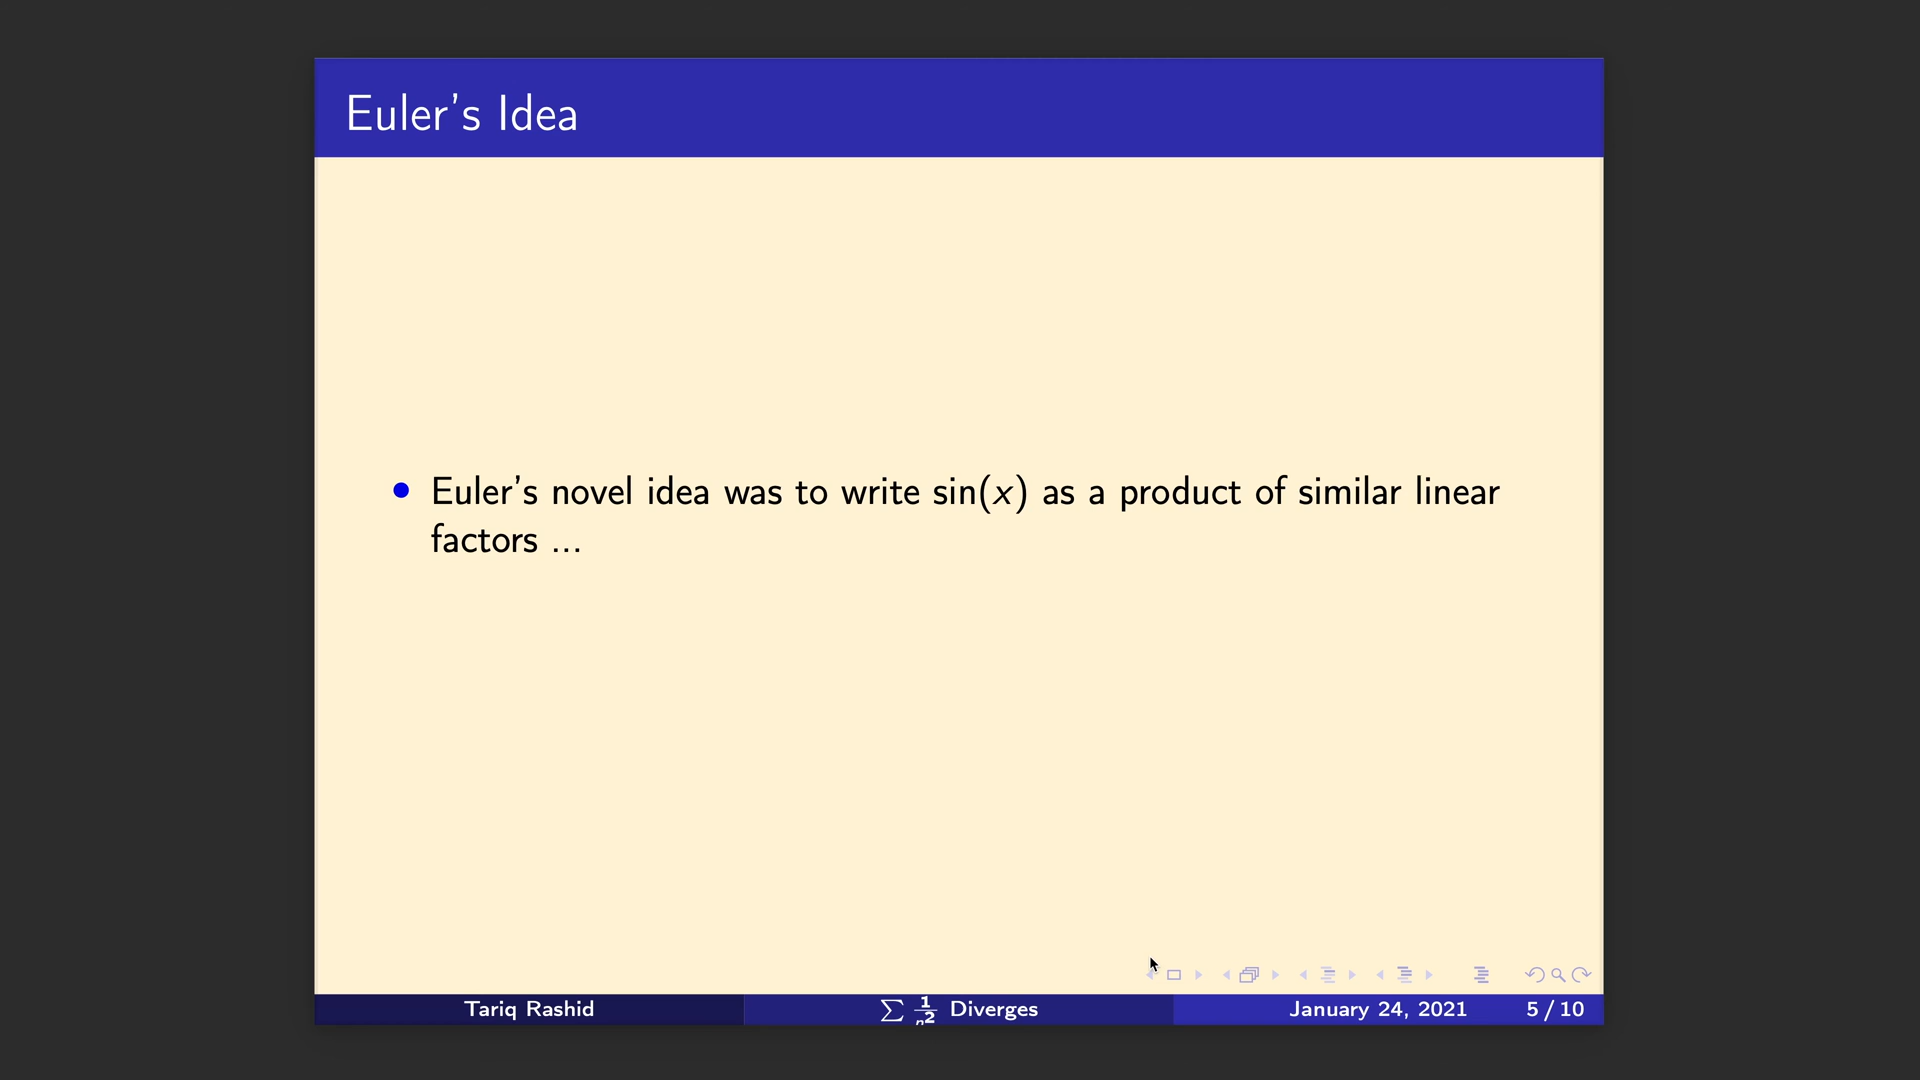 Euler's Idea
• Euler's novel idea was to write sin(x) as a product of similar linear
factors ...
Tariq Rashid
∑ 1/n² Diverges
January 24, 2021
5 / 10